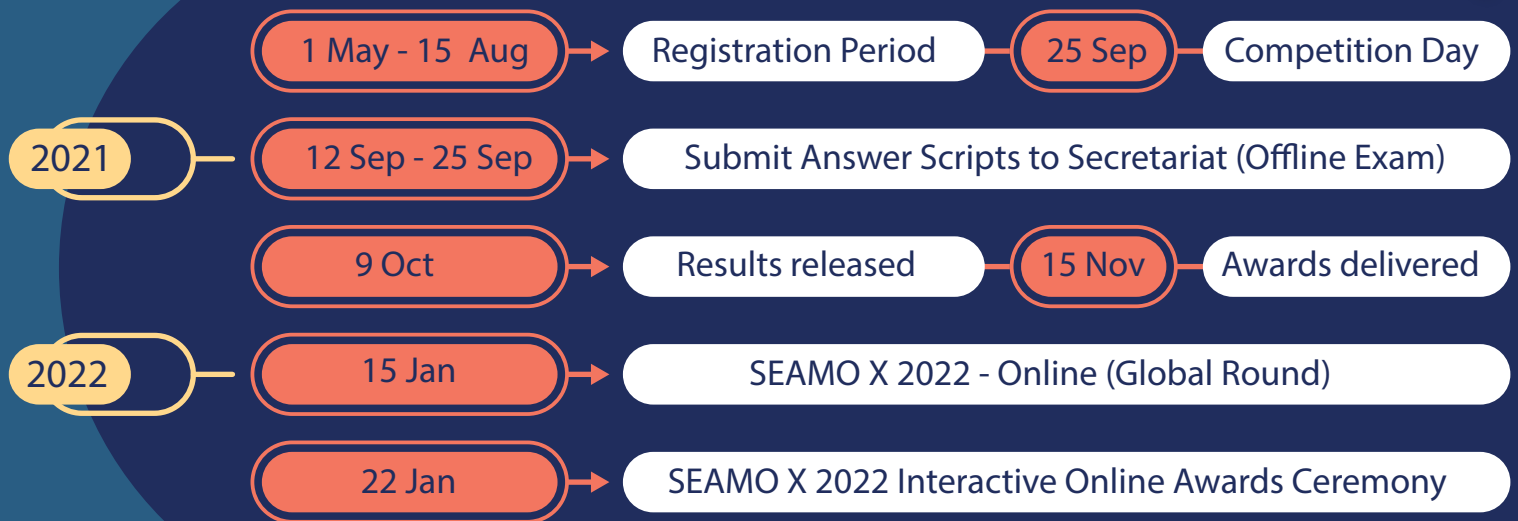 1 May - 15 Aug Registration Period 25 Sep Competition Day
2021 12 Sep - 25 Sep Submit Answer Scripts to Secretariat (Offline Exam)
9 Oct Results released 15 Nov Awards delivered
2022 15 Jan SEAMO X 2022 - Online (Global Round)
22 Jan SEAMO X 2022 Interactive Online Awards Ceremony